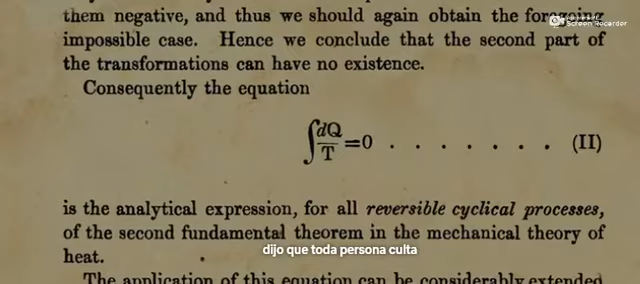 them negative, and thus we should again obtain the foregoing
Screen Recorder
impossible case. Hence we conclude that the second part of
the transformations can have no existence.
Consequently the equation
∫dQ/T=0 . . . . . . . (II)
is the analytical expression, for all reversible cyclical processes,
of the second fundamental theorem in the mechanical theory of
heat.
dijo que toda persona culta
The application of this equation can be considerably extended